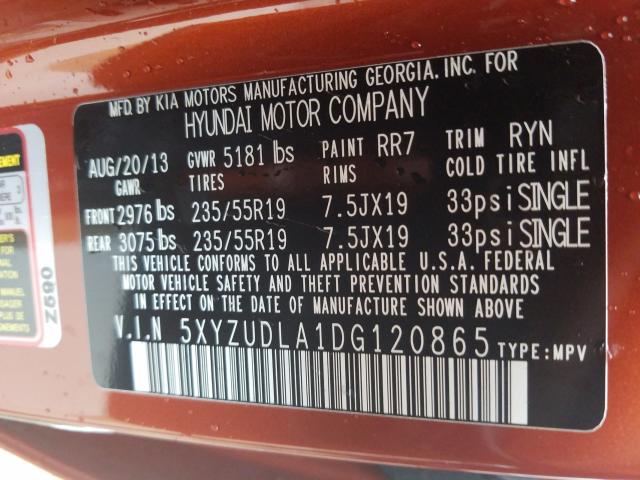 MFD. BY KIA MOTORS MANUFACTURING GEORGIA.INC. FOR
HYUNDAI MOTOR COMPANY
AUG/20/13 GVWR 5181 lbs PAINT RR7 TRIM RYN
GAWR TIRES RIMS COLD TIRE INFL
FRONT 2976 lbs 235/55R19 7.5JX19 33psi SINGLE
REAR 3075 lbs 235/55R19 7.5JX19 33psi SINGLE
THIS VEHICLE CONFORMS TO ALL APPLICABLE U.S.A. FEDERAL
MOTOR VEHICLE SAFETY BUMPER AND THEFT PREVENTION STANDARDS
IN EFFECT ON THE DATE OF MANUFACTURE SHOWN ABOVE
V.I.N 5XYZUDLA1DG120865 TYPE:MPV